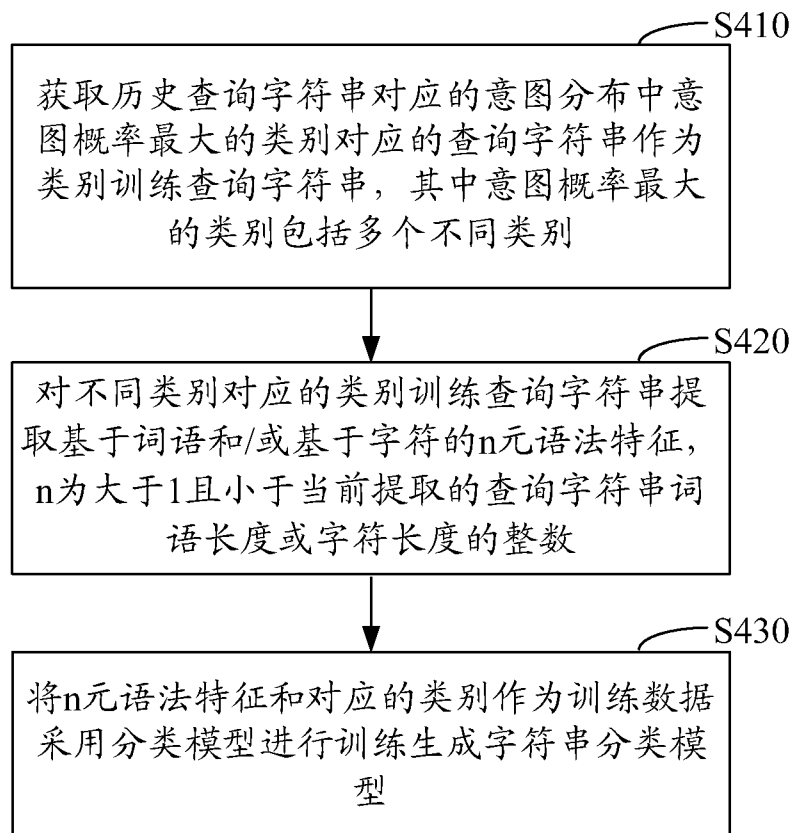 S410
获取历史查询字符串对应的意图分布中意
图概率最大的类别对应的查询字符串作为
类别训练查询字符串，其中意图概率最大
的类别包括多个不同类别
S420
对不同类别对应的类别训练查询字符串提
取基于词语和/或基于字符的n元语法特征，
n为大于1且小于当前提取的查询字符串词
语长度或字符长度的整数
S430
将n元语法特征和对应的类别作为训练数据
采用分类模型进行训练生成字符串分类模
型